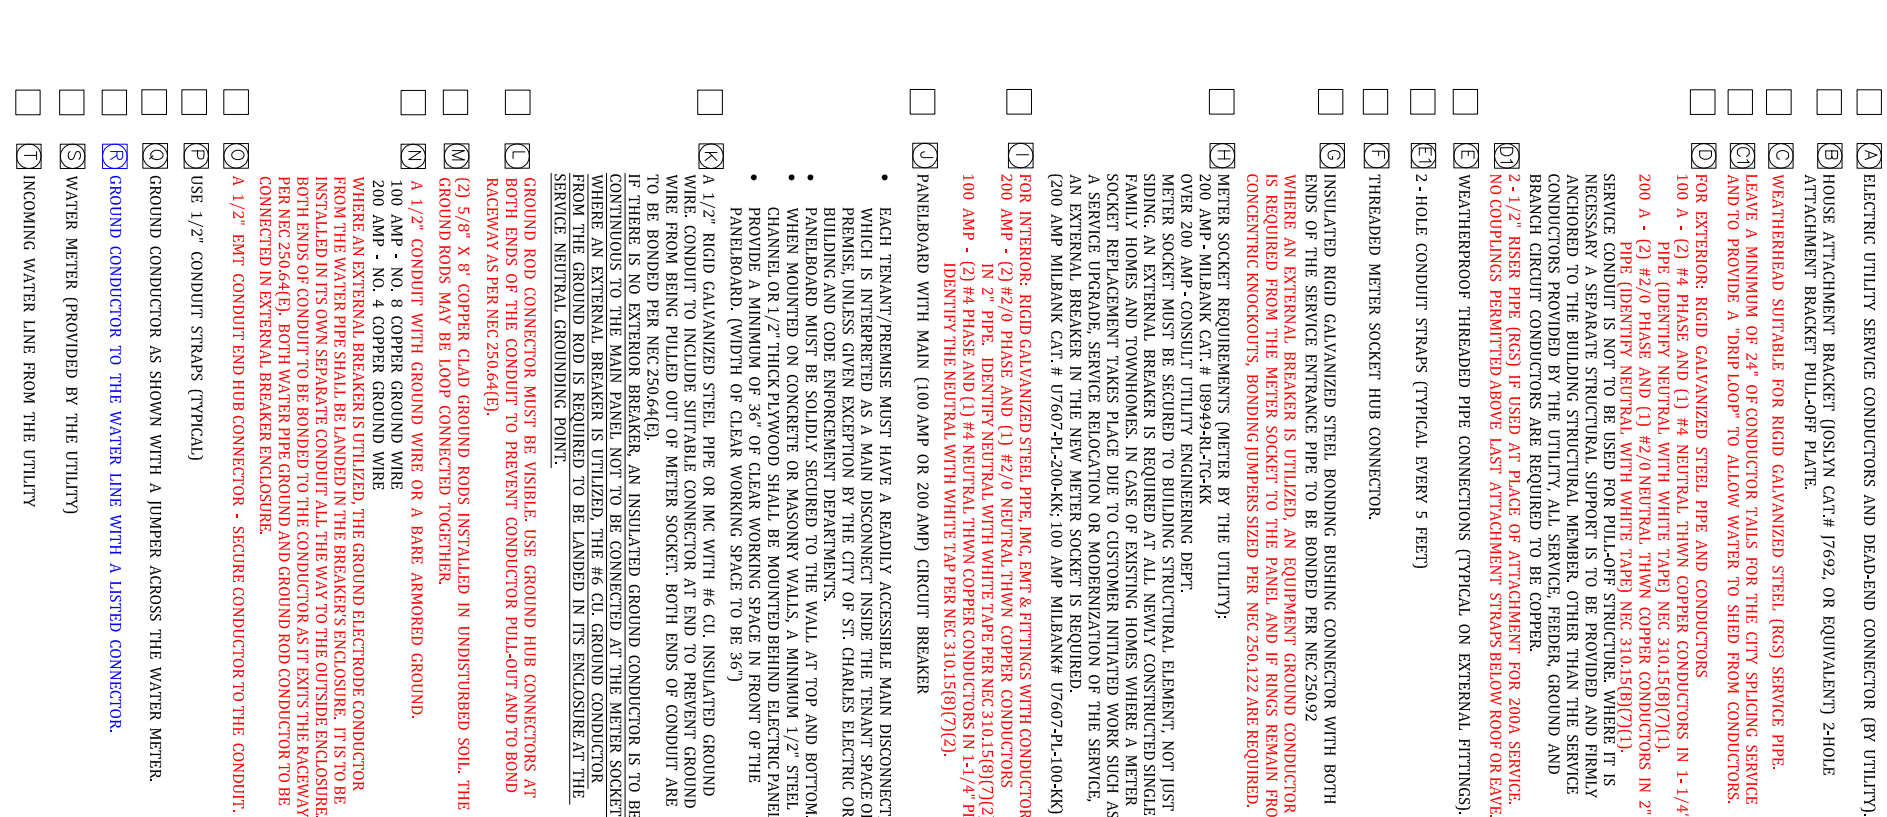 A ELECTRIC UTILITY SERVICE CONDUCTORS AND DEAD-END CONNECTOR (BY UTILITY).
B HOUSE ATTACHMENT BRACKET (JOSLYN CAT.# J7692, OR EQUIVALENT) 2-HOLE
ATTACHMENT BRACKET PULL-OFF PLATE.
C WEATHERHEAD SUITABLE FOR RIGID GALVANIZED STEEL (RGS) SERVICE PIPE.
C1 LEAVE A MINIMUM OF 24" OF CONDUCTOR TAILS FOR THE CITY SPLICING SERVICE
AND TO PROVIDE A "DRIP LOOP" TO ALLOW WATER TO SHED FROM CONDUCTORS.
D FOR EXTERIOR: RIGID GALVANIZED STEEL PIPE AND CONDUCTORS
100 A - (2) #4 PHASE AND (1) #4 NEUTRAL THWN COPPER CONDUCTORS IN 1-1/4"
PIPE (IDENTIFY NEUTRAL WITH WHITE TAPE) NEC 310.15(B)(7)(1).
200 A - (2) #2/0 PHASE AND (1) #2/0 NEUTRAL THWN COPPER CONDUCTORS IN 2"
PIPE (IDENTIFY NEUTRAL WITH WHITE TAPE) NEC 310.15(B)(7)(1).
SERVICE CONDUIT IS NOT TO BE USED FOR PULL-OFF STRUCTURE. WHERE IT IS
NECESSARY A SEPARATE STRUCTURAL SUPPORT IS TO BE PROVIDED AND FIRMLY
ANCHORED TO THE BUILDING STRUCTURAL MEMBER. OTHER THAN THE SERVICE
CONDUCTORS PROVIDED BY THE UTILITY, ALL SERVICE, FEEDER, GROUND AND
BRANCH CIRCUIT CONDUCTORS ARE REQUIRED TO BE COPPER.
D1 2 - 1/2" RISER PIPE (RGS) IF USED AT PLACE OF ATTACHMENT FOR 200A SERVICE.
NO COUPLINGS PERMITTED ABOVE LAST ATTACHMENT STRAPS BELOW ROOF OR EAVE.
E WEATHERPROOF THREADED PIPE CONNECTIONS (TYPICAL ON EXTERNAL FITTINGS).
E1 2 - HOLE CONDUIT STRAPS (TYPICAL EVERY 5 FEET)
F THREADED METER SOCKET HUB CONNECTOR.
G INSULATED RIGID GALVANIZED STEEL BONDING BUSHING CONNECTOR WITH BOTH
ENDS OF THE SERVICE ENTRANCE PIPE TO BE BONDED PER NEC 250.92
WHERE AN EXTERNAL BREAKER IS UTILIZED, AN EQUIPMENT GROUND CONDUCTOR
IS REQUIRED FROM THE METER SOCKET TO THE PANEL AND IF RINGS REMAIN FRO
CONCENTRIC KNOCKOUTS, BONDING JUMPERS SIZED PER NEC 250.122 ARE REQUIRED.
H METER SOCKET REQUIREMENTS (METER BY THE UTILITY):
200 AMP - MILBANK CAT. # U8949-RL-TG-KK
OVER 200 AMP - CONSULT UTILITY ENGINEERING DEPT.
METER SOCKET MUST BE SECURED TO BUILDING STRUCTURAL ELEMENT, NOT JUST
SIDING. AN EXTERNAL BREAKER IS REQUIRED AT ALL NEWLY CONSTRUCTED SINGLE
FAMILY HOMES AND TOWNHOMES. IN CASE OF EXISTING HOMES WHERE A METER
SOCKET REPLACEMENT TAKES PLACE DUE TO CUSTOMER INITIATED WORK SUCH AS
A SERVICE UPGRADE, SERVICE RELOCATION OR MODERNIZATION OF THE SERVICE,
AN EXTERNAL BREAKER IN THE NEW METER SOCKET IS REQUIRED.
(200 AMP MILBANK CAT. # U7607-PL-200-KK; 100 AMP MILBANK# U7607-PL-100-KK)
I FOR INTERIOR: RIGID GALVANIZED STEEL PIPE, IMC, EMT & FITTINGS WITH CONDUCTOR
200 AMP - (2) #2/0 PHASE AND (1) #2/0 NEUTRAL THWN COPPER CONDUCTORS
IN 2" PIPE. IDENTIFY NEUTRAL WITH WHITE TAPE PER NEC 310.15(8)(7)(2
100 AMP - (2) #4 PHASE AND (1) #4 NEUTRAL THWN COPPER CONDUCTORS IN 1-1/4" PI
IDENTIFY THE NEUTRAL WITH WHITE TAP PER NEC 310.15(8)(7)(2).
J PANELBOARD WITH MAIN (100 AMP OR 200 AMP) CIRCUIT BREAKER
• EACH TENANT/PREMISE MUST HAVE A READILY ACCESSIBLE MAIN DISCONNECT,
WHICH IS INTERPRETED AS A MAIN DISCONNECT INSIDE THE TENANT SPACE OR
PREMISE, UNLESS GIVEN EXCEPTION BY THE CITY OF ST. CHARLES ELECTRIC OR
BUILDING AND CODE ENFORCEMENT DEPARTMENTS.
• PANELBOARD MUST BE SOLIDLY SECURED TO THE WALL AT TOP AND BOTTOM.
• WHEN MOUNTED ON CONCRETE OR MASONRY WALLS, A MINIMUM 1/2" STEEL
CHANNEL OR 1/2" THICK PLYWOOD SHALL BE MOUNTED BEHIND ELECTRIC PANEL
• PROVIDE A MINIMUM OF 36" OF CLEAR WORKING SPACE IN FRONT OF THE
PANELBOARD. (WIDTH OF CLEAR WORKING SPACE TO BE 36")
K A 1/2" RIGID GALVANIZED STEEL PIPE OR IMC WITH #6 CU. INSULATED GROUND
WIRE. CONDUIT TO INCLUDE SUITABLE CONNECTOR AT END TO PREVENT GROUND
WIRE FROM BEING PULLED OUT OF METER SOCKET. BOTH ENDS OF CONDUIT ARE
TO BE BONDED PER NEC 250.64(E).
IF THERE IS NO EXTERIOR BREAKER, AN INSULATED GROUND CONDUCTOR IS TO BE
CONTINUOUS TO THE MAIN PANEL NOT TO BE CONNECTED AT THE METER SOCKET
WHERE AN EXTERNAL BREAKER IS UTILIZED, THE #6 CU. GROUND CONDUCTOR
FROM THE GROUND ROD IS REQUIRED TO BE LANDED IN ITS ENCLOSURE AT THE
SERVICE NEUTRAL GROUNDING POINT.
L GROUND ROD CONNECTOR MUST BE VISIBLE. USE GROUND HUB CONNECTORS AT
BOTH ENDS OF THE CONDUIT TO PREVENT CONDUCTOR PULL-OUT AND TO BOND
RACEWAY AS PER NEC 250.64(E).
M (2) 5/8" X 8' COPPER CLAD GROUND RODS INSTALLED IN UNDISTURBED SOIL. THE
GROUND RODS MAY BE LOOP CONNECTED TOGETHER.
N A 1/2" CONDUIT WITH GROUND WIRE OR A BARE ARMORED GROUND.
100 AMP - NO. 8 COPPER GROUND WIRE
200 AMP - NO. 4 COPPER GROUND WIRE
WHERE AN EXTERNAL BREAKER IS UTILIZED, THE GROUND ELECTRODE CONDUCTOR
FROM THE WATER PIPE SHALL BE LANDED IN THE BREAKER'S ENCLOSURE. IT IS TO BE
INSTALLED IN ITS OWN SEPARATE CONDUIT ALL THE WAY TO THE OUTSIDE ENCLOSURE.
BOTH ENDS OF CONDUIT TO BE BONDED TO THE CONDUCTOR AS IT EXITS THE RACEWAY
PER NEC 250.64(E). BOTH WATER PIPE GROUND AND GROUND ROD CONDUCTOR TO BE
CONNECTED IN EXTERNAL BREAKER ENCLOSURE.
O A 1/2" EMT CONDUIT END HUB CONNECTOR - SECURE CONDUCTOR TO THE CONDUIT.
P USE 1/2" CONDUIT STRAPS (TYPICAL)
Q GROUND CONDUCTOR AS SHOWN WITH A JUMPER ACROSS THE WATER METER.
R GROUND CONDUCTOR TO THE WATER LINE WITH A LISTED CONNECTOR.
S WATER METER (PROVIDED BY THE UTILITY)
T INCOMING WATER LINE FROM THE UTILITY